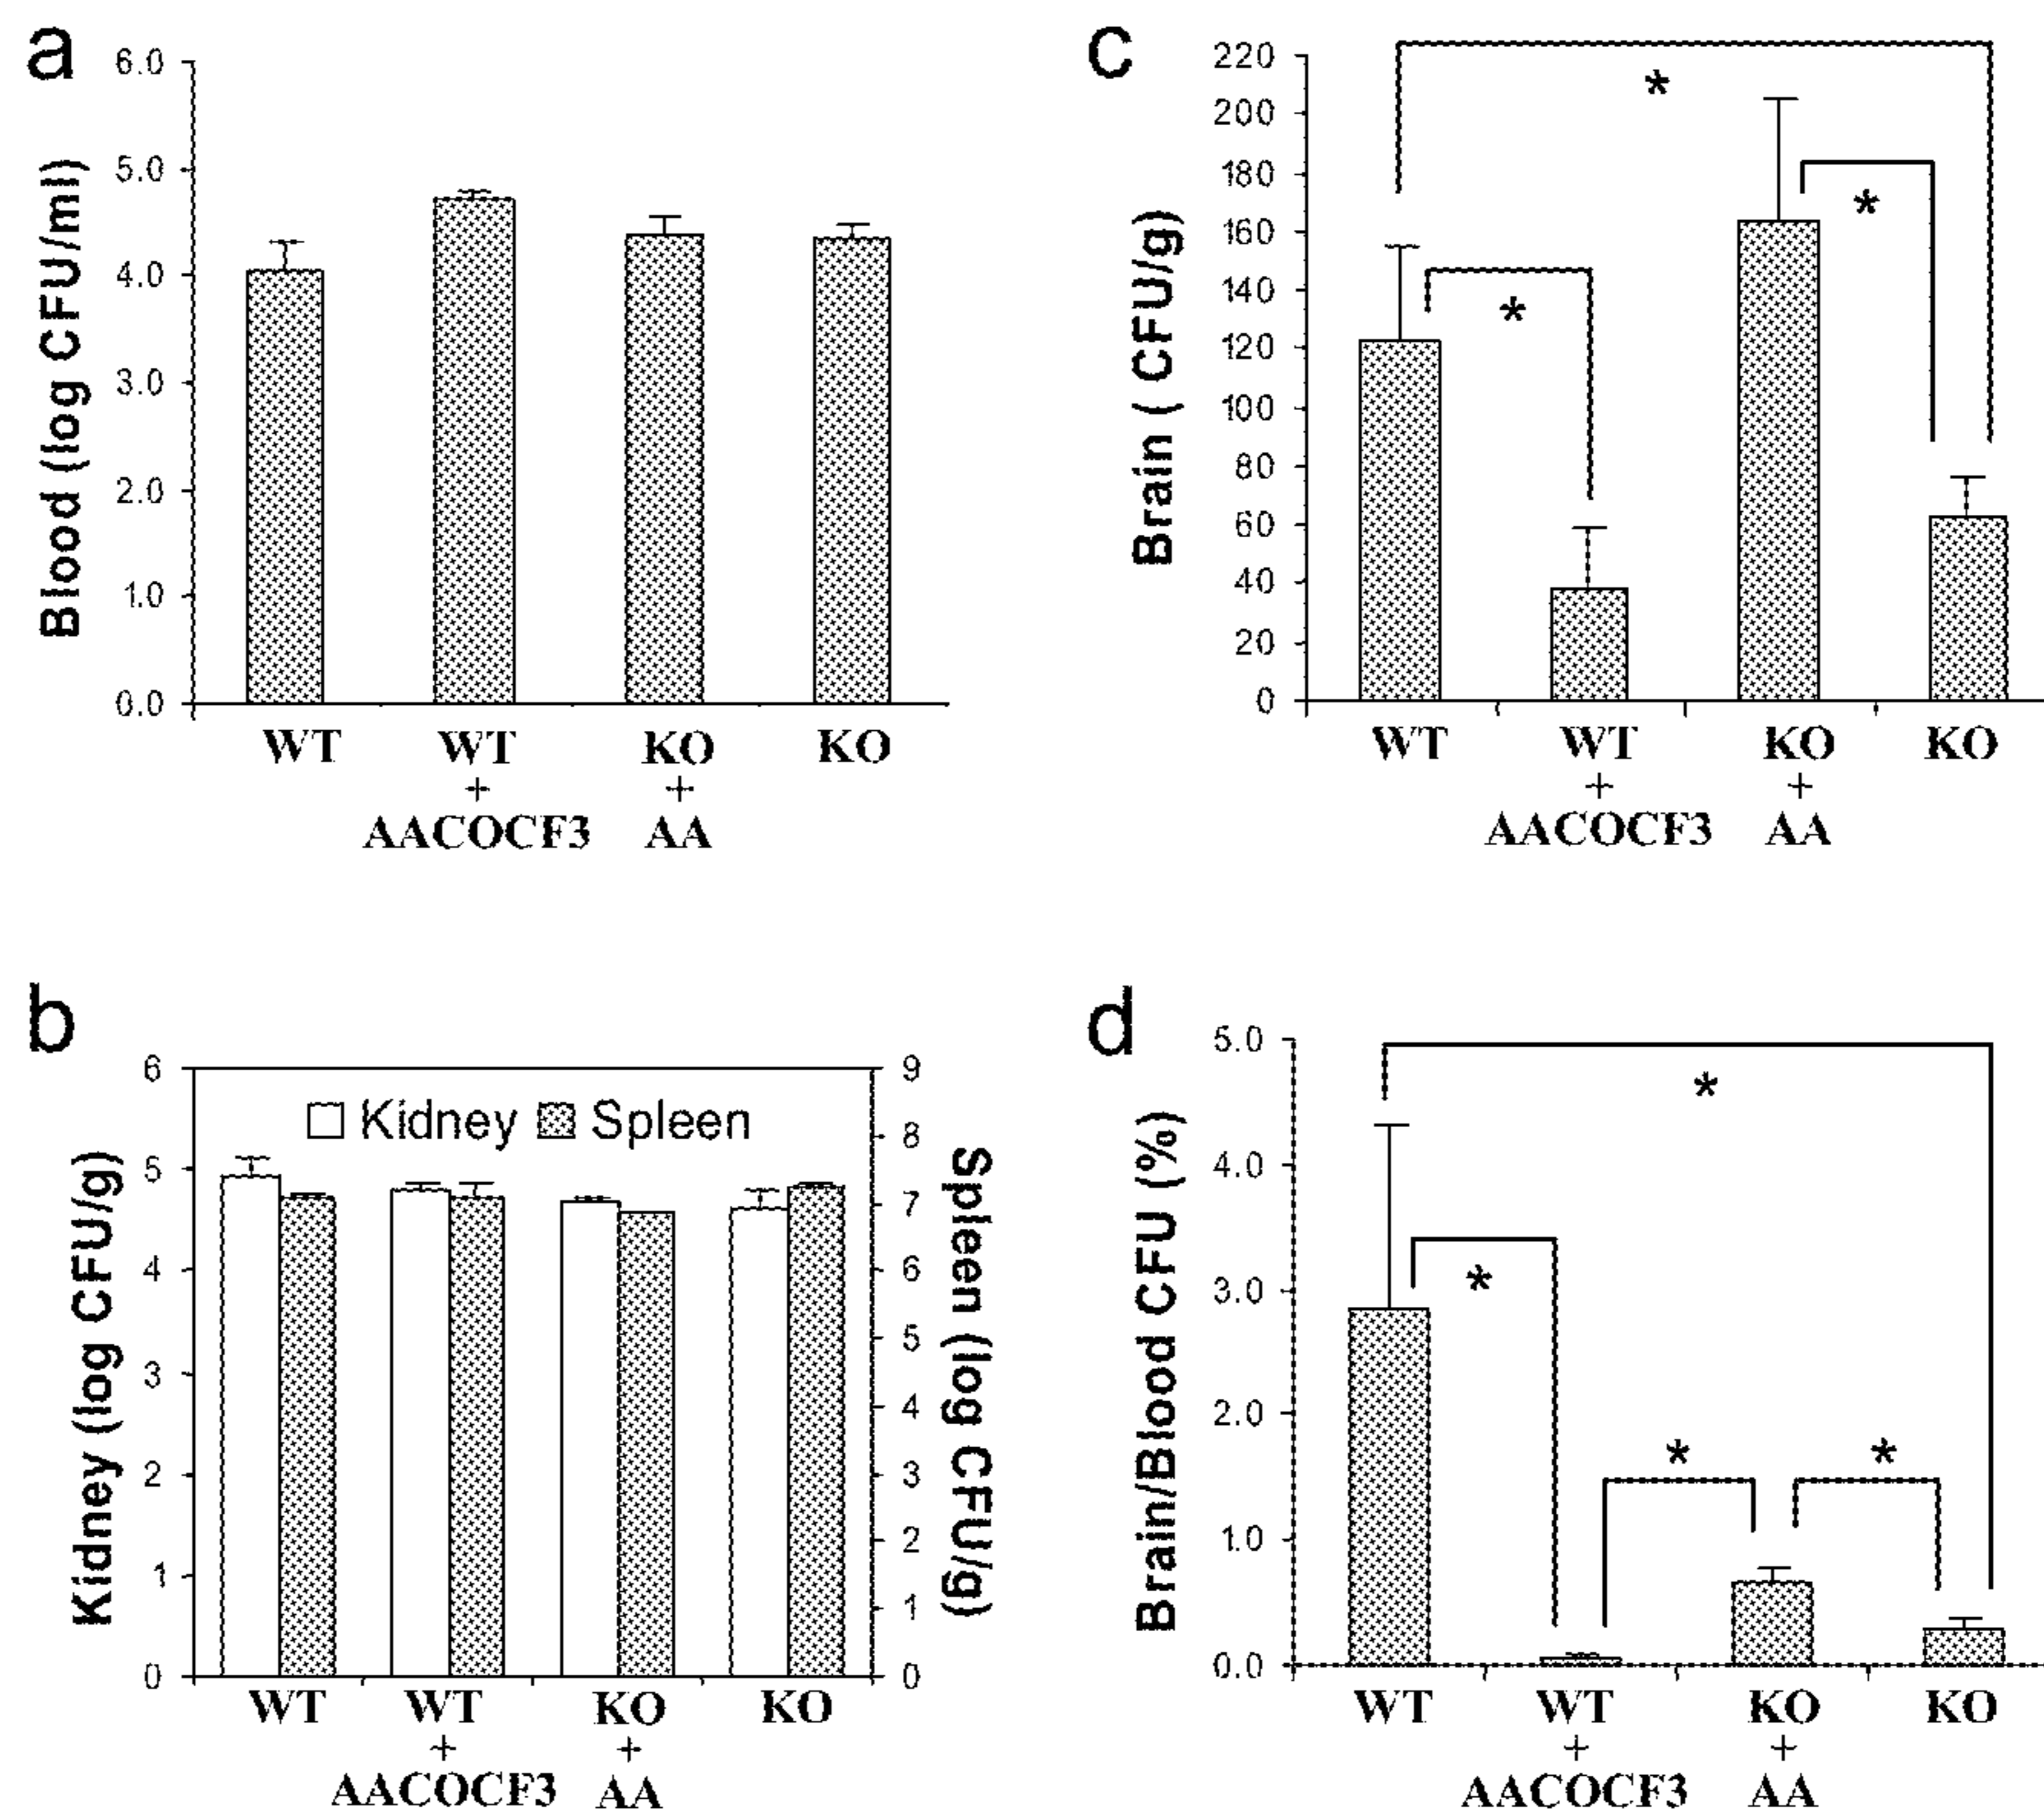 a
Blood (log CFU/ml)
6.0
5.0
4.0
3.0
2.0
1.0
0.0
WT
WT
KO
KO
+
+
AACOCF3
AA
c
Brain ( CFU/g)
220
200
180
160
140
120
100
80
60
40
20
0
*
*
*
WT
WT
KO
KO
+
+
AACOCF3
AA
b
Kidney (log CFU/g)
6
5
4
3
2
1
0
Kidney
Spleen
9
8
7
6
5
4
3
2
1
0
Spleen (log CFU/g)
WT
WT
KO
KO
+
+
AACOCF3
AA
d
Brain/Blood CFU (%)
5.0
4.0
3.0
2.0
1.0
0.0
*
*
*
*
WT
WT
KO
KO
+
+
AACOCF3
AA